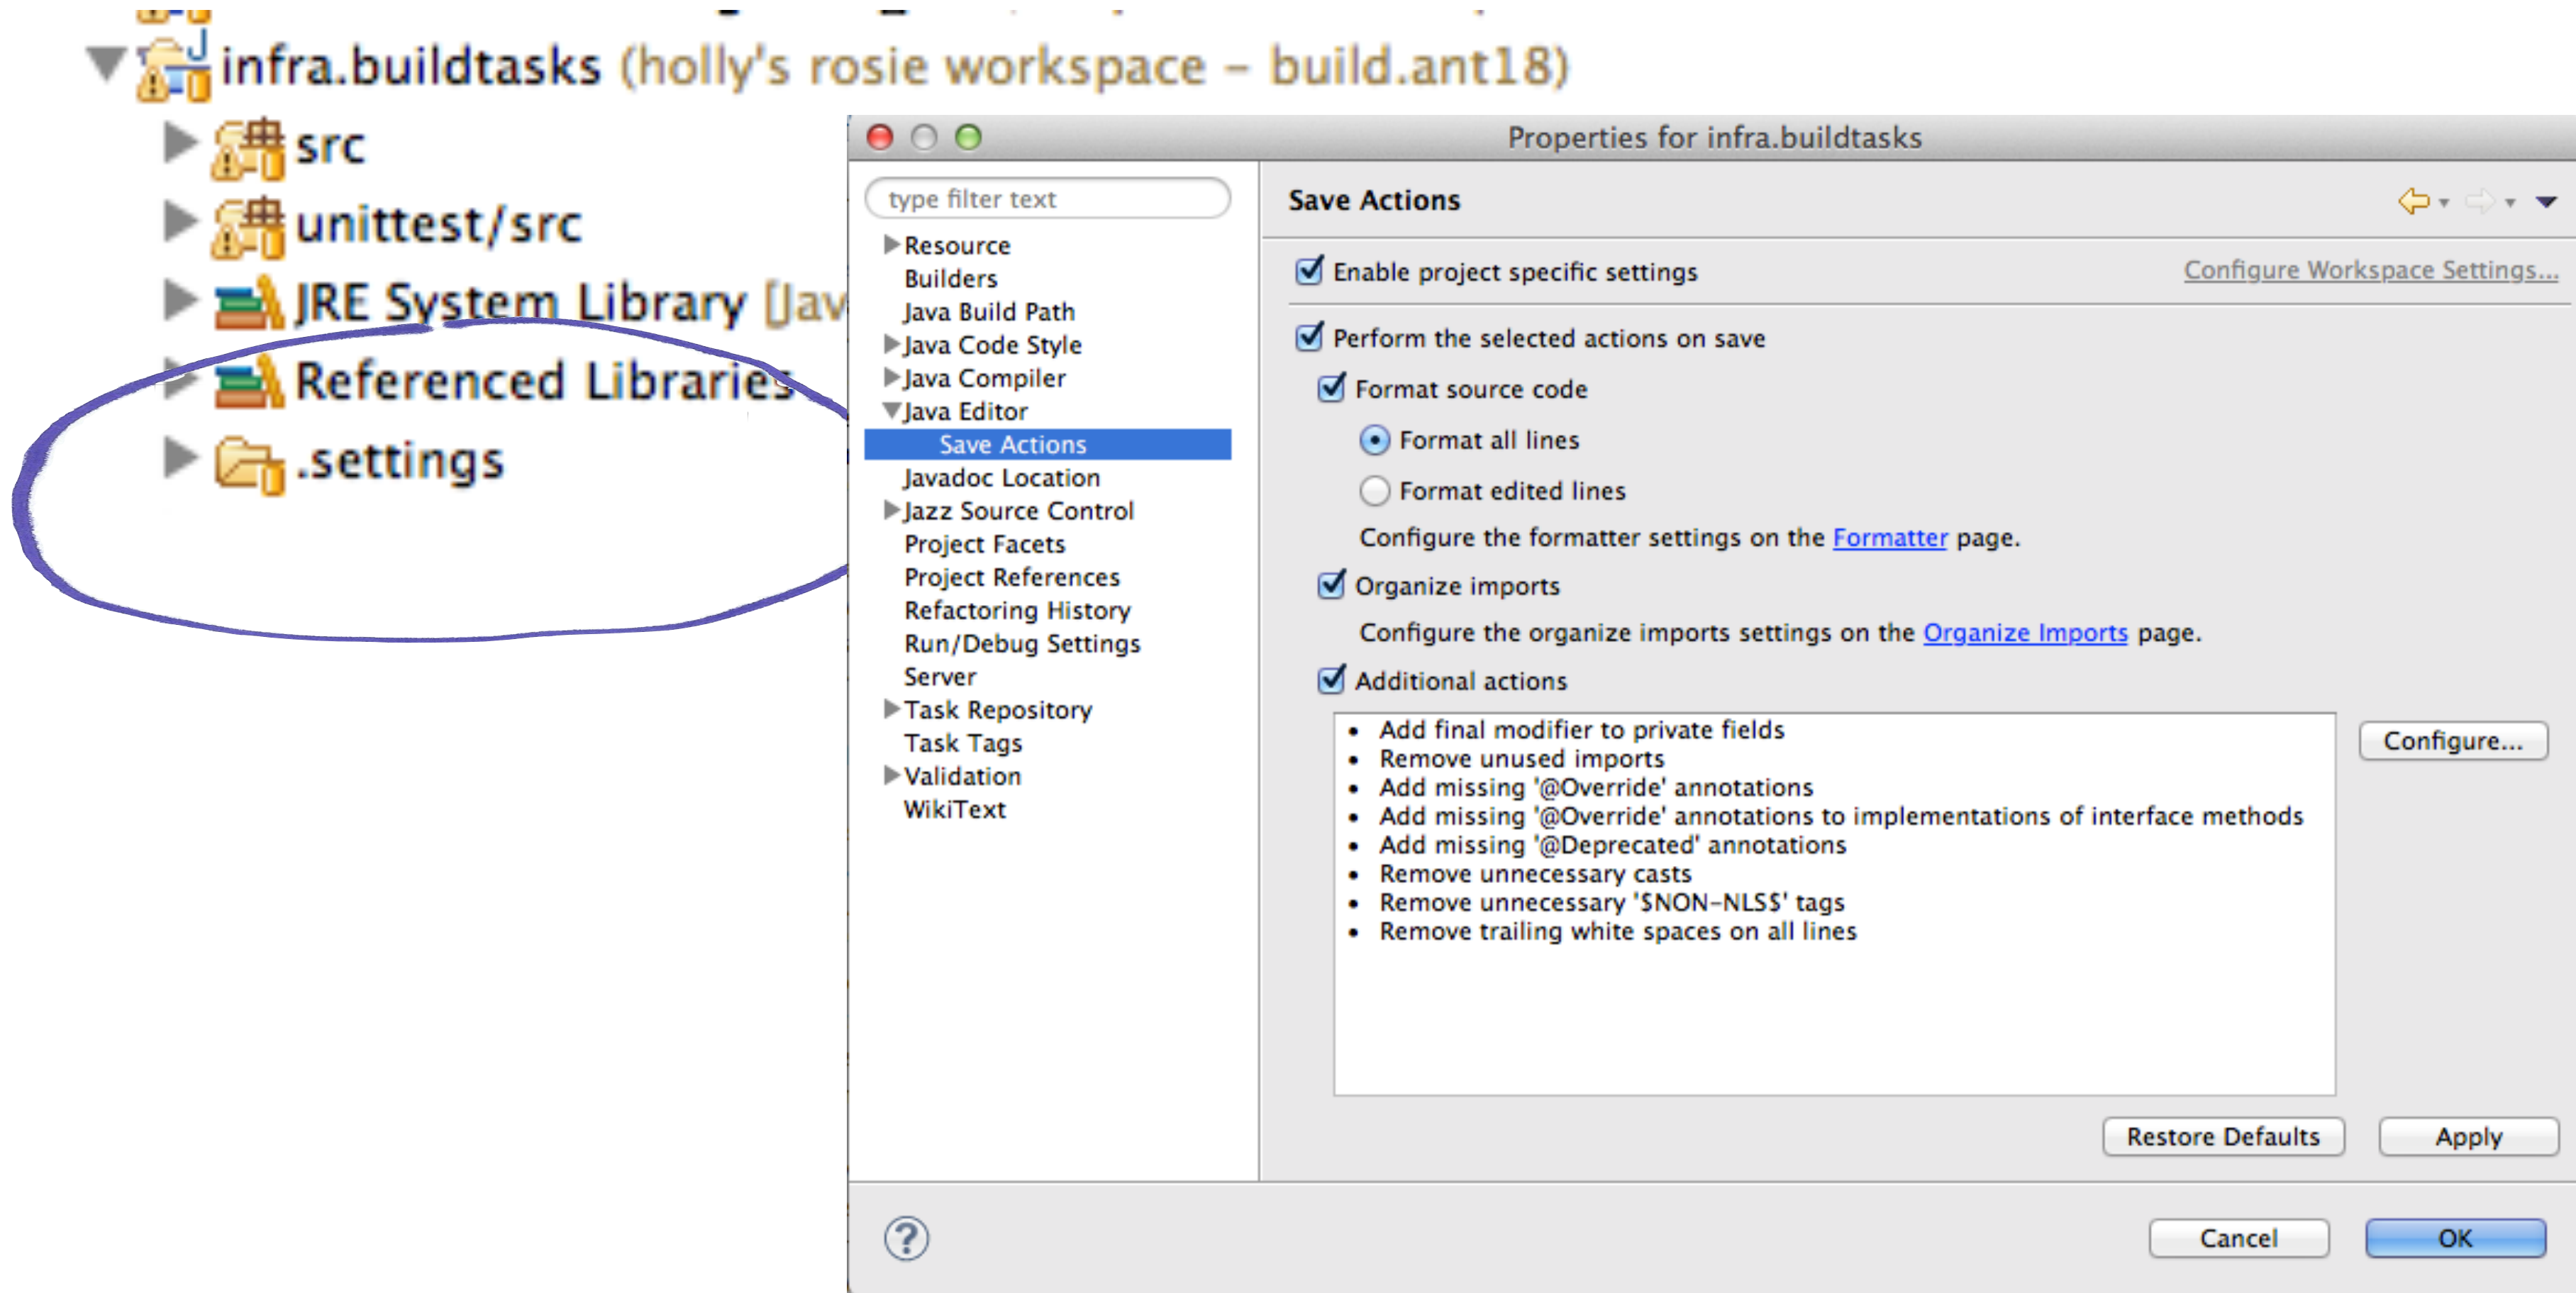 infra.buildtasks (holly's rosie workspace - build.ant18)
src
unittest/src
JRE System Library [Jav
Referenced Libraries
.settings
Properties for infra.buildtasks
type filter text
Resource
Builders
Java Build Path
Java Code Style
Java Compiler
Java Editor
Save Actions
Javadoc Location
Jazz Source Control
Project Facets
Project References
Refactoring History
Run/Debug Settings
Server
Task Repository
Task Tags
Validation
WikiText
Save Actions
Enable project specific settings
Configure Workspace Settings...
Perform the selected actions on save
Format source code
Format all lines
Format edited lines
Configure the formatter settings on the Formatter page.
Organize imports
Configure the organize imports settings on the Organize Imports page.
Additional actions
• Add final modifier to private fields
• Remove unused imports
• Add missing '@Override' annotations
• Add missing '@Override' annotations to implementations of interface methods
• Add missing '@Deprecated' annotations
• Remove unnecessary casts
• Remove unnecessary '$NON-NLS$' tags
• Remove trailing white spaces on all lines
Configure...
Restore Defaults
Apply
?
Cancel
OK